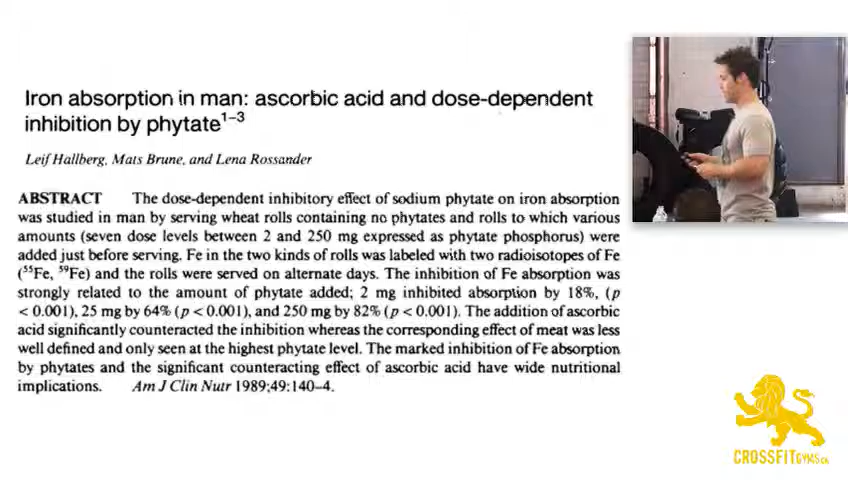 Iron absorption in man: ascorbic acid and dose-dependent
inhibition by phytate1–3
Leif Hallberg, Mats Brune, and Lena Rossander
ABSTRACT The dose-dependent inhibitory effect of sodium phytate on iron absorption
was studied in man by serving wheat rolls containing no phytates and rolls to which various
amounts (seven dose levels between 2 and 250 mg expressed as phytate phosphorus) were
added just before serving. Fe in the two kinds of rolls was labeled with two radioisotopes of Fe
(55Fe, 59Fe) and the rolls were served on alternate days. The inhibition of Fe absorption was
strongly related to the amount of phytate added; 2 mg inhibited absorption by 18%, (p
< 0.001), 25 mg by 64% (p < 0.001), and 250 mg by 82% (p < 0.001). The addition of ascorbic
acid significantly counteracted the inhibition whereas the corresponding effect of meat was less
well defined and only seen at the highest phytate level. The marked inhibition of Fe absorption
by phytates and the significant counteracting effect of ascorbic acid have wide nutritional
implications. Am J Clin Nutr 1989;49:140–4.
CROSSFITGYMS.CA